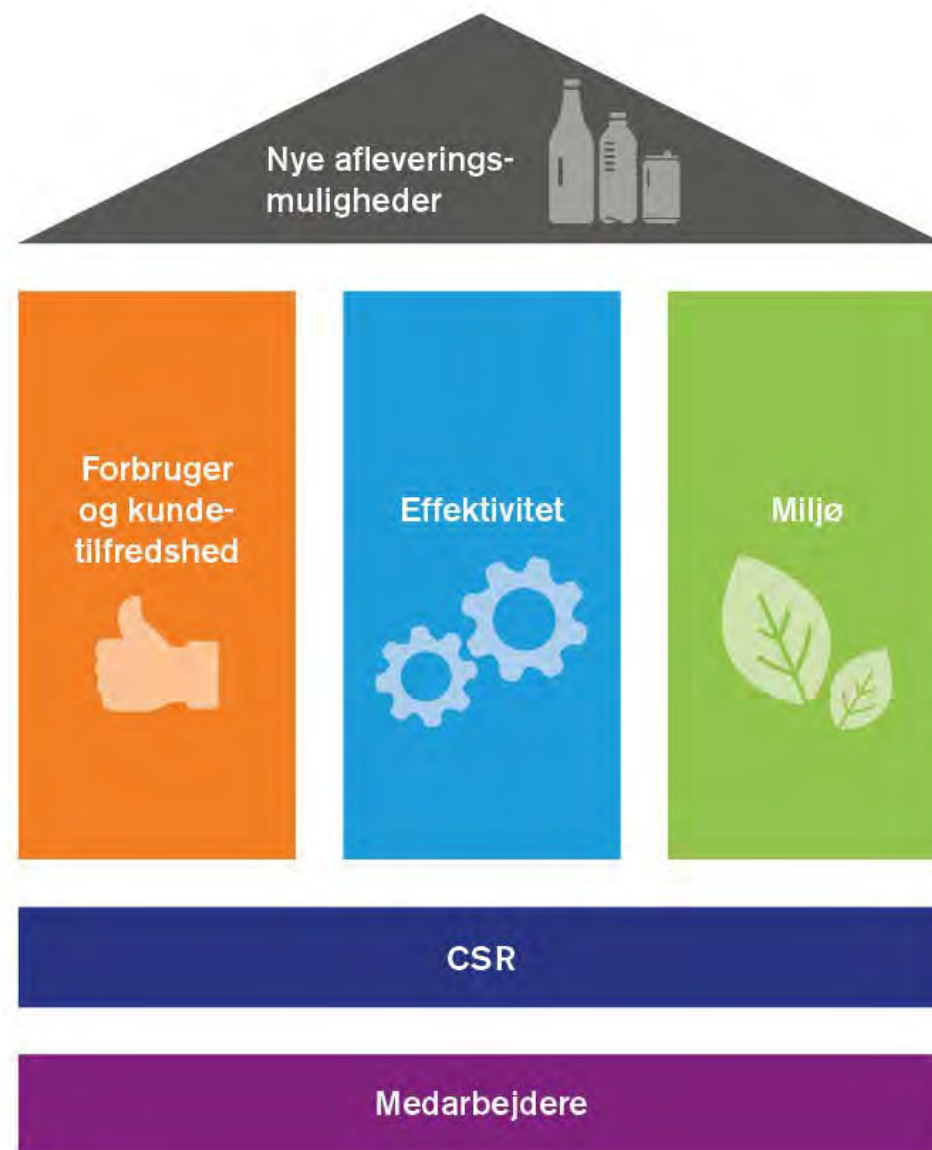 Nye afleverings-
muligheder
Forbruger
og kunde-
tilfredshed
Effektivitet
Miljø
CSR
Medarbejdere